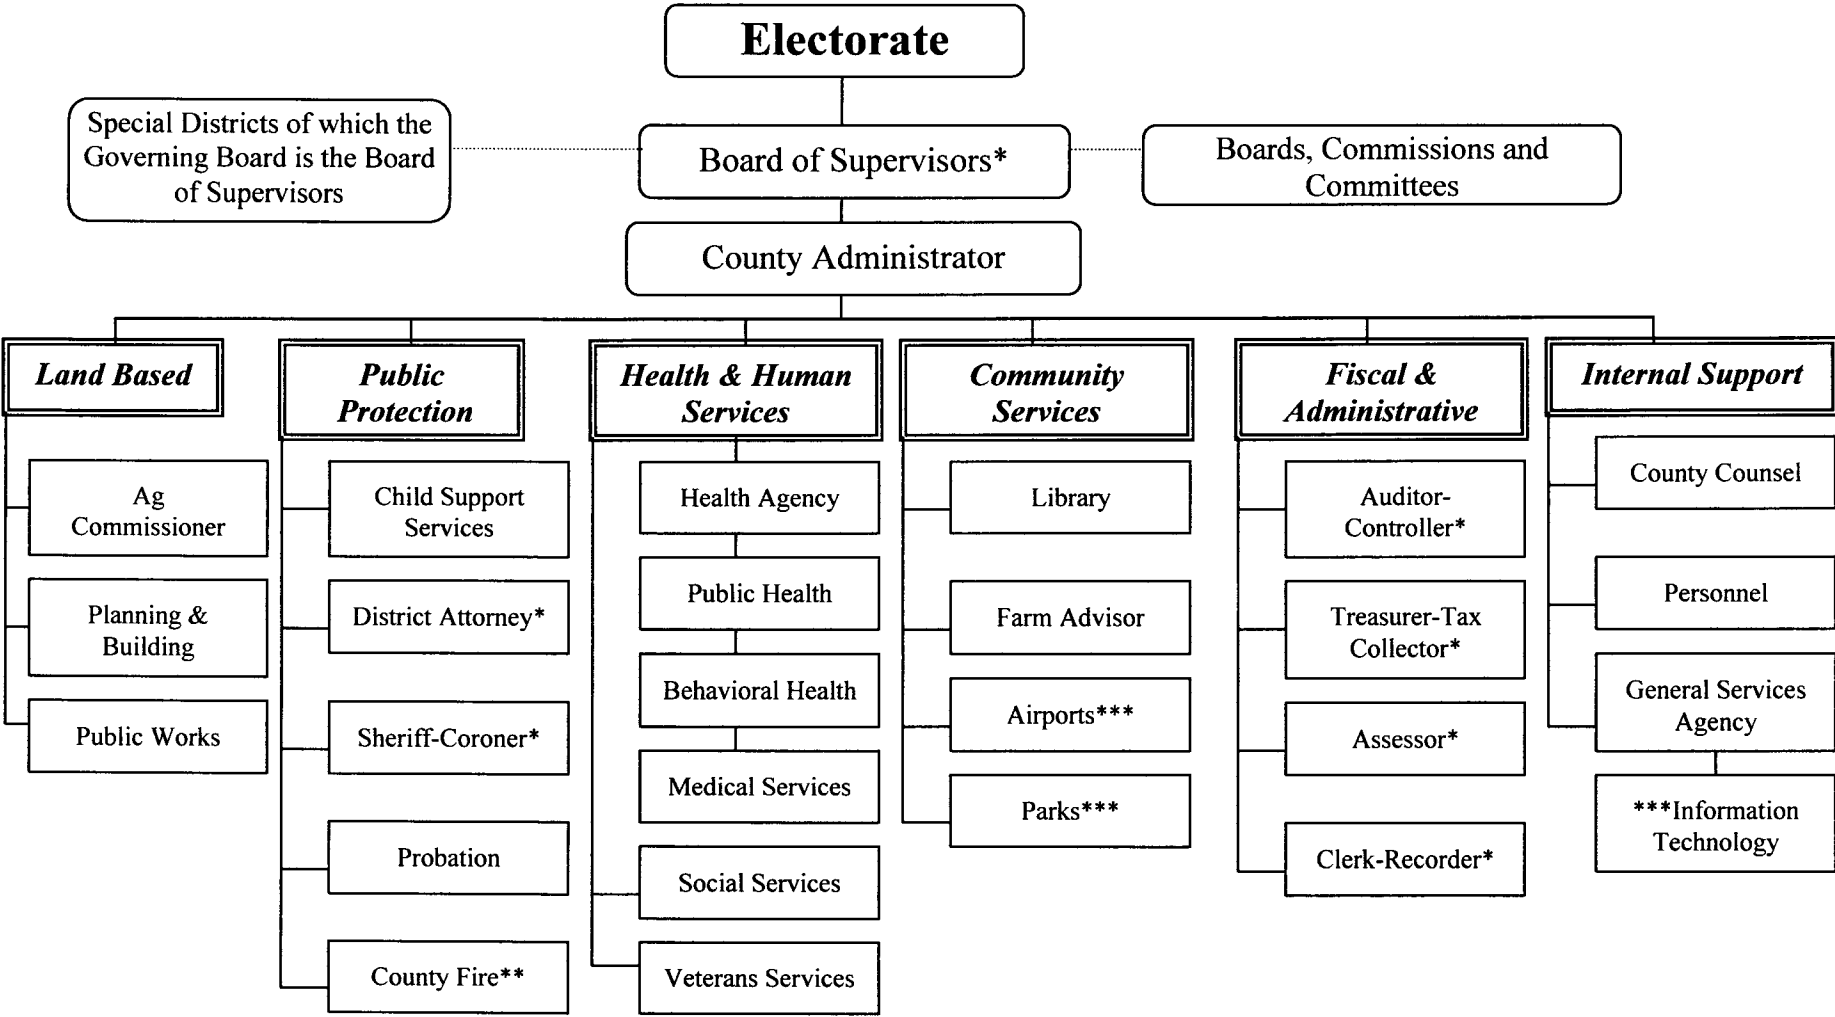 Electorate
Special Districts of which the
Governing Board is the Board
of Supervisors
Board of Supervisors*
Boards, Commissions and
Committees
County Administrator
Land Based
Ag
Commissioner
Planning &
Building
Public Works
Public
Protection
Child Support
Services
District Attorney*
Sheriff-Coroner*
Probation
County Fire**
Health & Human
Services
Health Agency
Public Health
Behavioral Health
Medical Services
Social Services
Veterans Services
Community
Services
Library
Farm Advisor
Airports***
Parks***
Fiscal &
Administrative
Auditor-
Controller*
Treasurer-Tax
Collector*
Assessor*
Clerk-Recorder*
Internal Support
County Counsel
Personnel
General Services
Agency
***Information
Technology